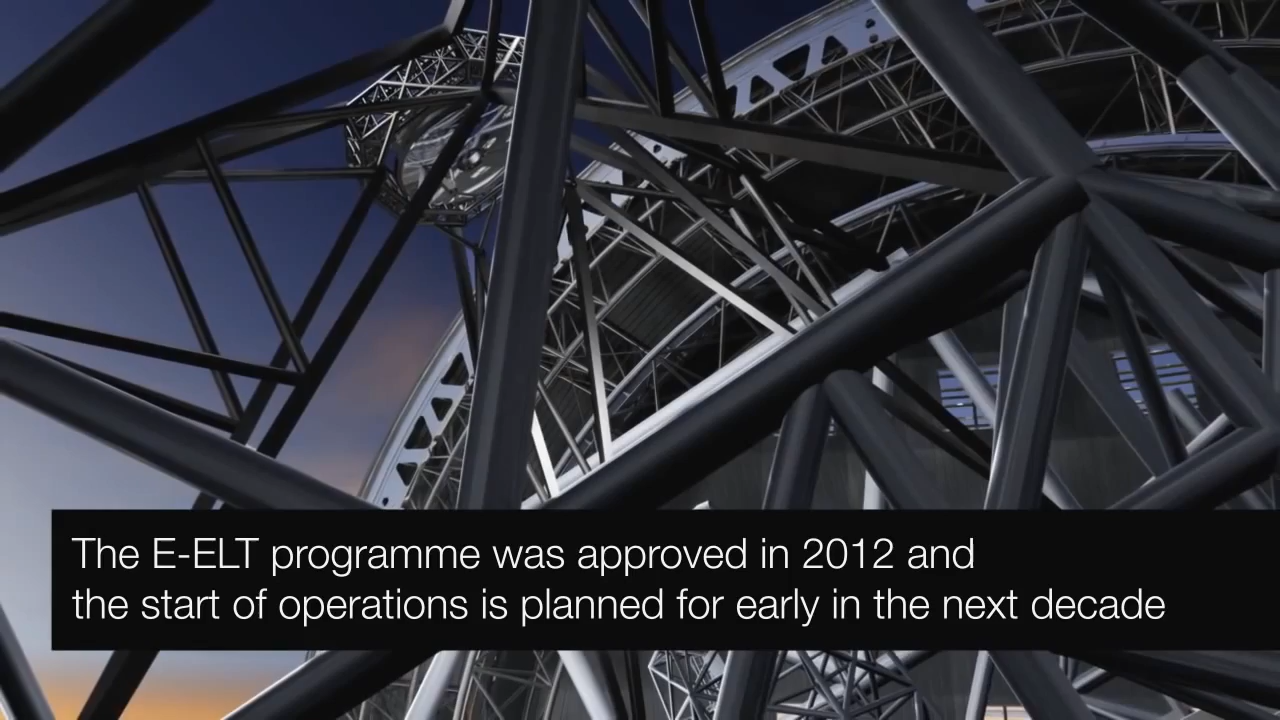 The E-ELT programme was approved in 2012 and
the start of operations is planned for early in the next decade